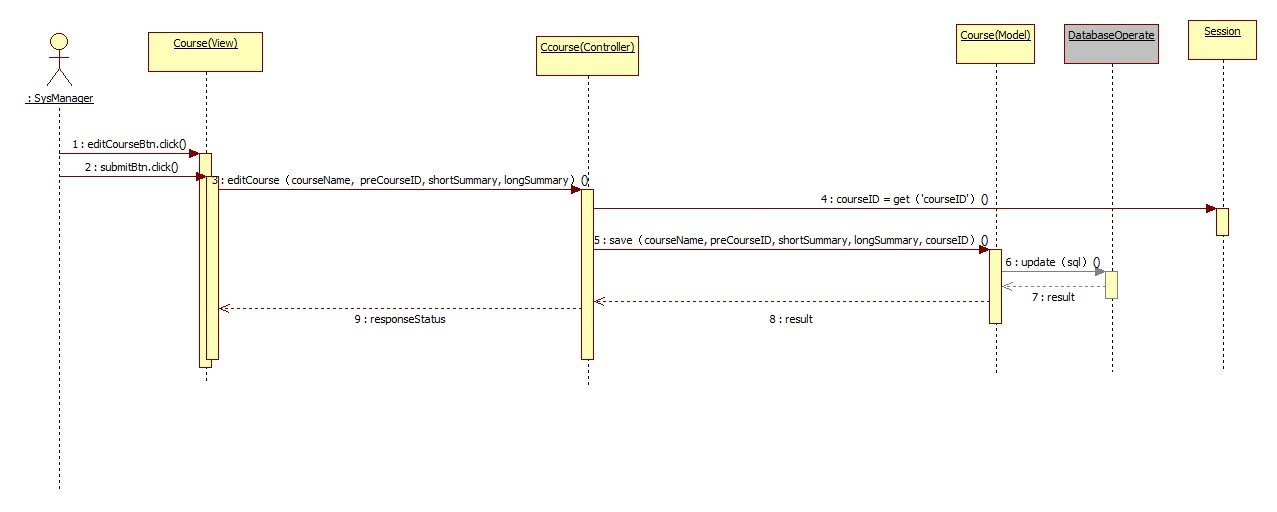 Course(View)
Ccourse(Controller)
Course(Model)
DatabaseOperate
Session
: SysManager
1 : editCourseBtn.click()
2 : submitBtn.click()
3 : editCourse（courseName, preCourseID, shortSummary, longSummary）()
4 : courseID = get（'courseID'）()
5 : save（courseName, preCourseID, shortSummary, longSummary, courseID）()
6 : update（sql）()
7 : result
8 : result
9 : responseStatus